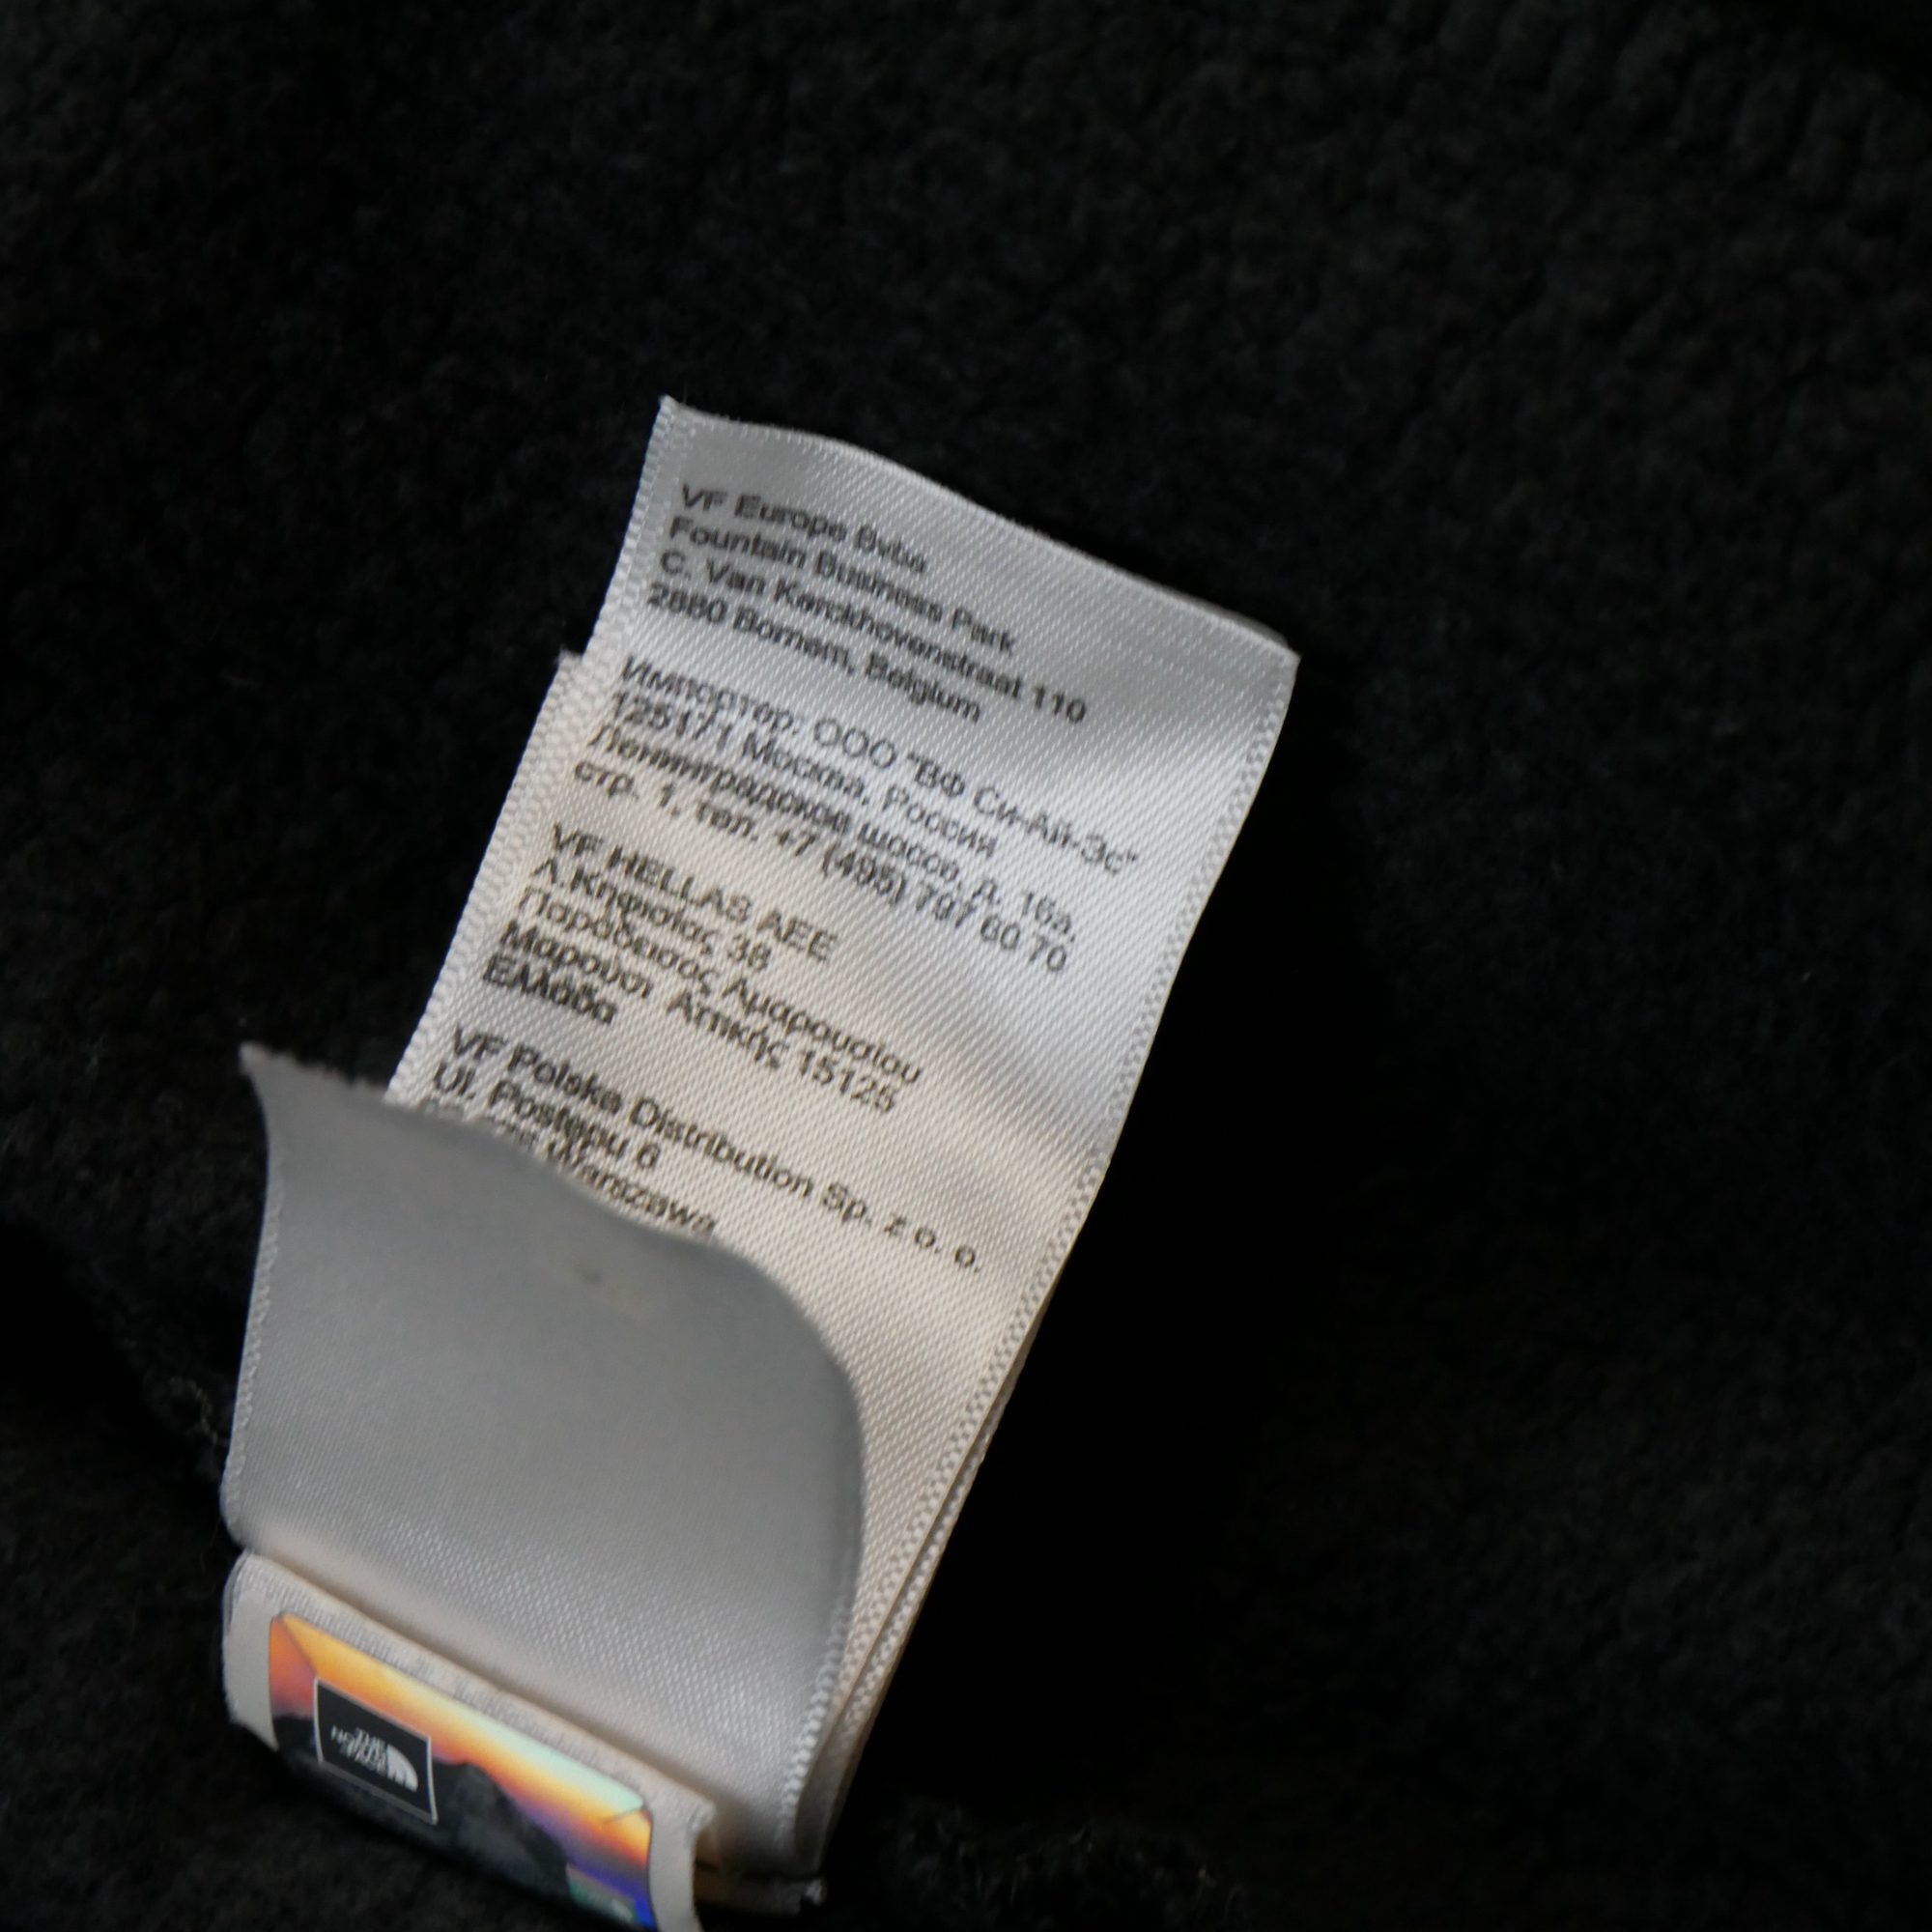 VF Europe Bvba
Fountain Business Park
C. Van Kerckhovenstraat 110
2880 Bornem, Belgium
Импортер: ООО "ВФ Си-Ай-Эс"
125171 Москва, Россия
Ленинградское шоссе, д. 16а,
стр. 1, тел. +7 (495) 797 60 70
VF HELLAS AEE
Λ.Κηφισίας 38
Παράδεισος Αμαρουσίου
Μαρούσι Αττικής 15125
Ελλάδα
VF Polska Distribution Sp. z o. o.
Ul. Postępu 6
Warszawa
THE
NORTH
FACE